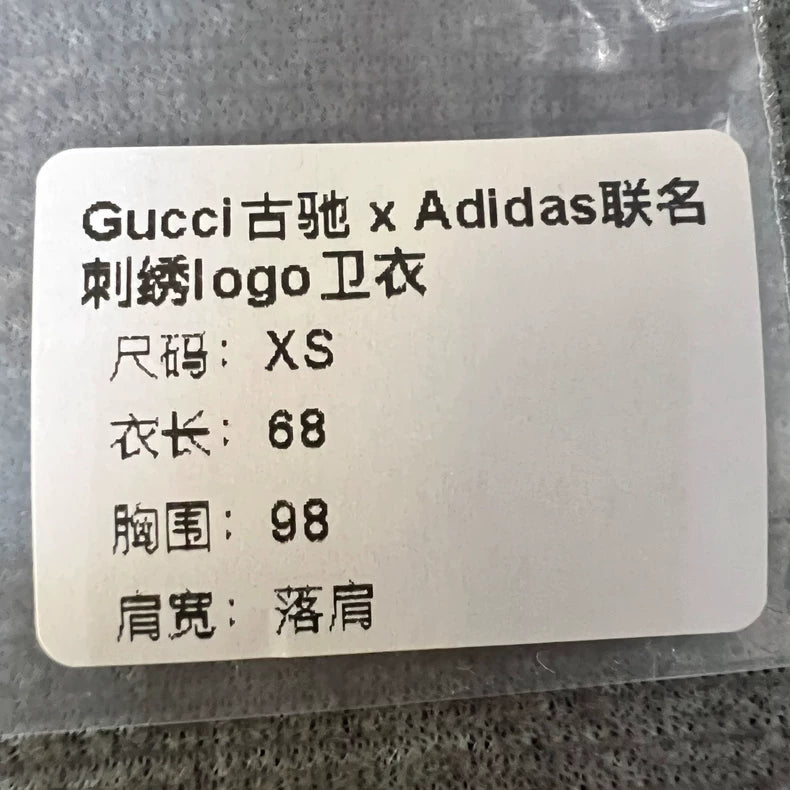 Gucci古驰 x Adidas联名
刺绣logo卫衣
尺码: XS
衣长: 68
胸围: 98
肩宽: 落肩